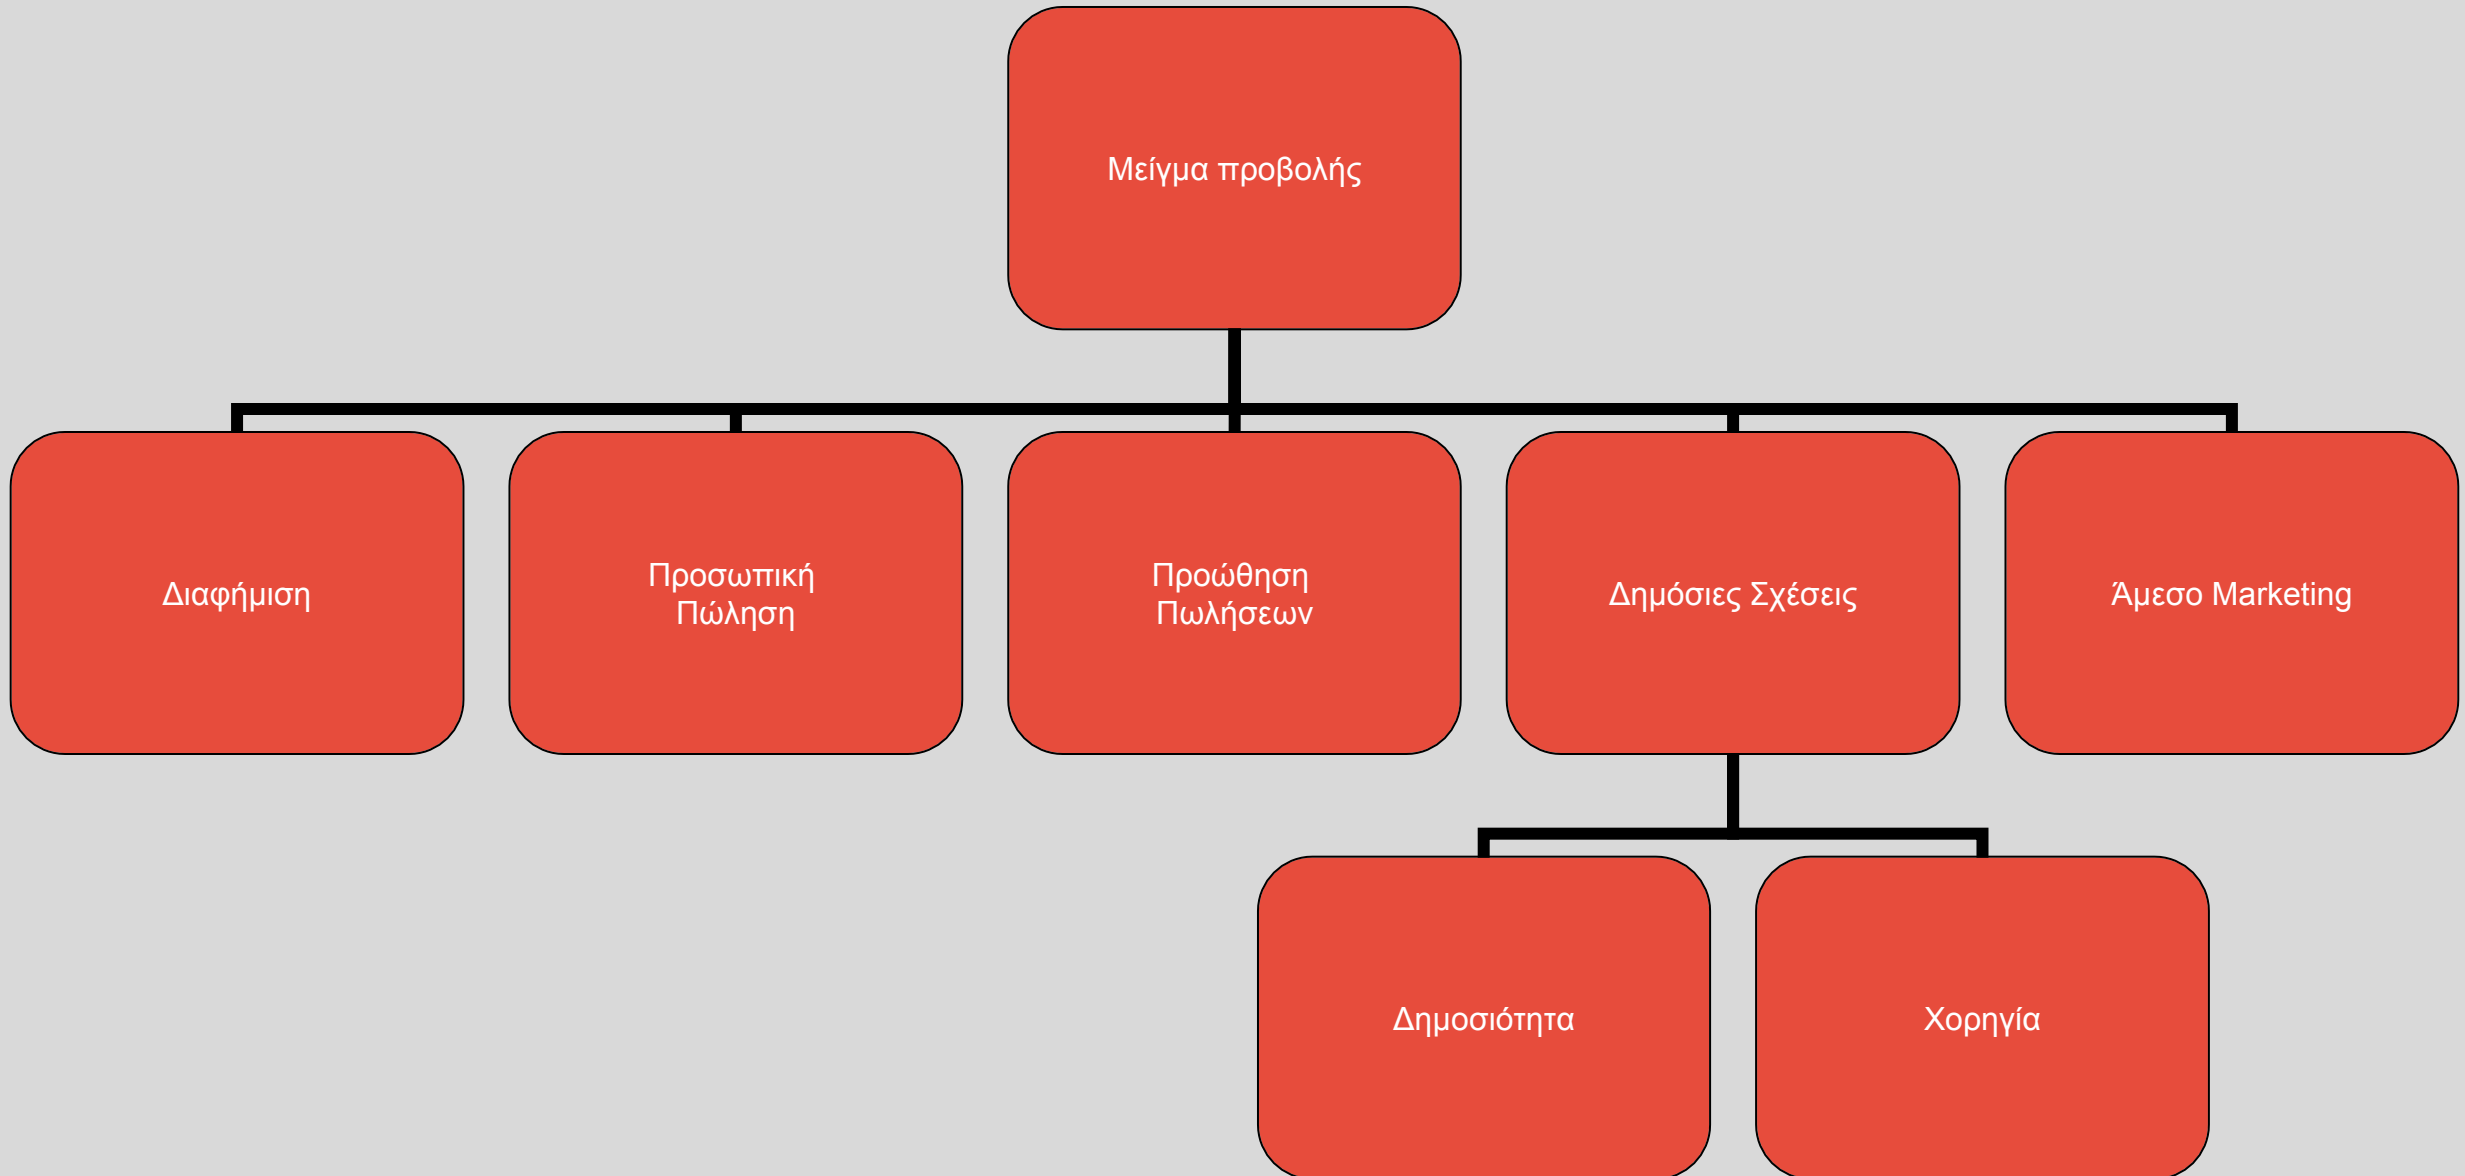 Μείγμα προβολής
Διαφήμιση
Προσωπική
Πώληση
Προώθηση
Πωλήσεων
Δημόσιες Σχέσεις
Άμεσο Marketing
Δημοσιότητα
Χορηγία